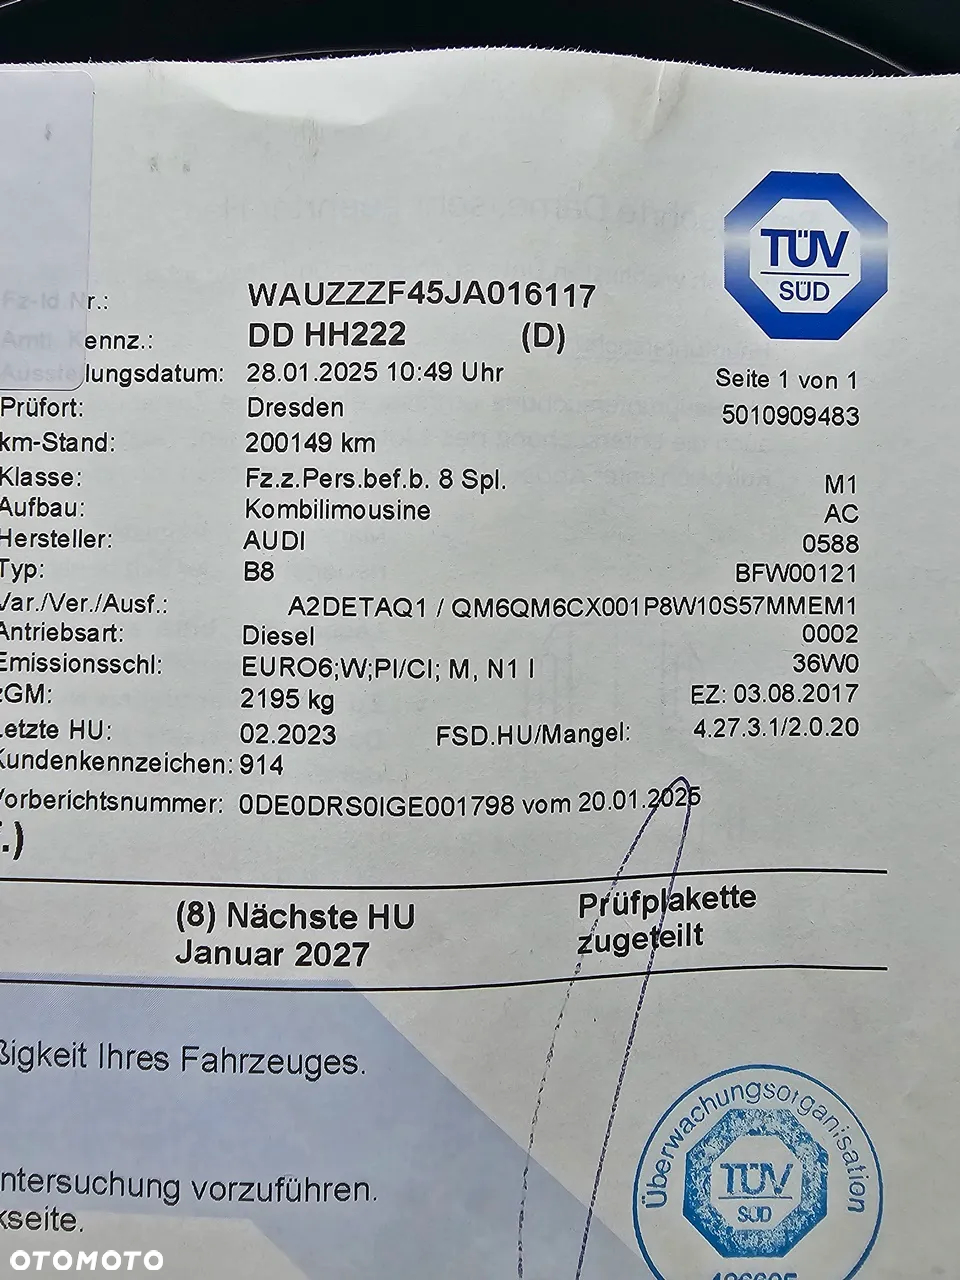 TÜV
SÜD
Fz-Id.Nr.: WAUZZZF45JA016117
Amtl. Kennz.: DD HH222 (D)
Ausstellungsdatum: 28.01.2025 10:49 Uhr
Seite 1 von 1
Prüfort: Dresden
5010909483
km-Stand: 200149 km
Klasse: Fz.z.Pers.bef.b. 8 Spl. M1
Aufbau: Kombilimousine AC
Hersteller: AUDI 0588
Typ: B8 BFW00121
Var./Ver./Ausf.: A2DETAQ1 / QM6QM6CX001P8W10S57MMEM1
Antriebsart: Diesel 0002
Emissionsschl: EURO6;W;PI/CI; M, N1 I 36W0
zGM: 2195 kg EZ: 03.08.2017
Letzte HU: 02.2023 FSD.HU/Mangel: 4.27.3.1/2.0.20
Kundenkennzeichen: 914
Vorberichtsnummer: 0DE0DRS0IGE001798 vom 20.01.2025
.)
(8) Nächste HU Prüfplakette
Januar 2027 zugeteilt
ßigkeit Ihres Fahrzeuges.
ntersuchung vorzuführen.
kseite.
Überwachungsorganisation
TÜV
SÜD
OTOMOTO